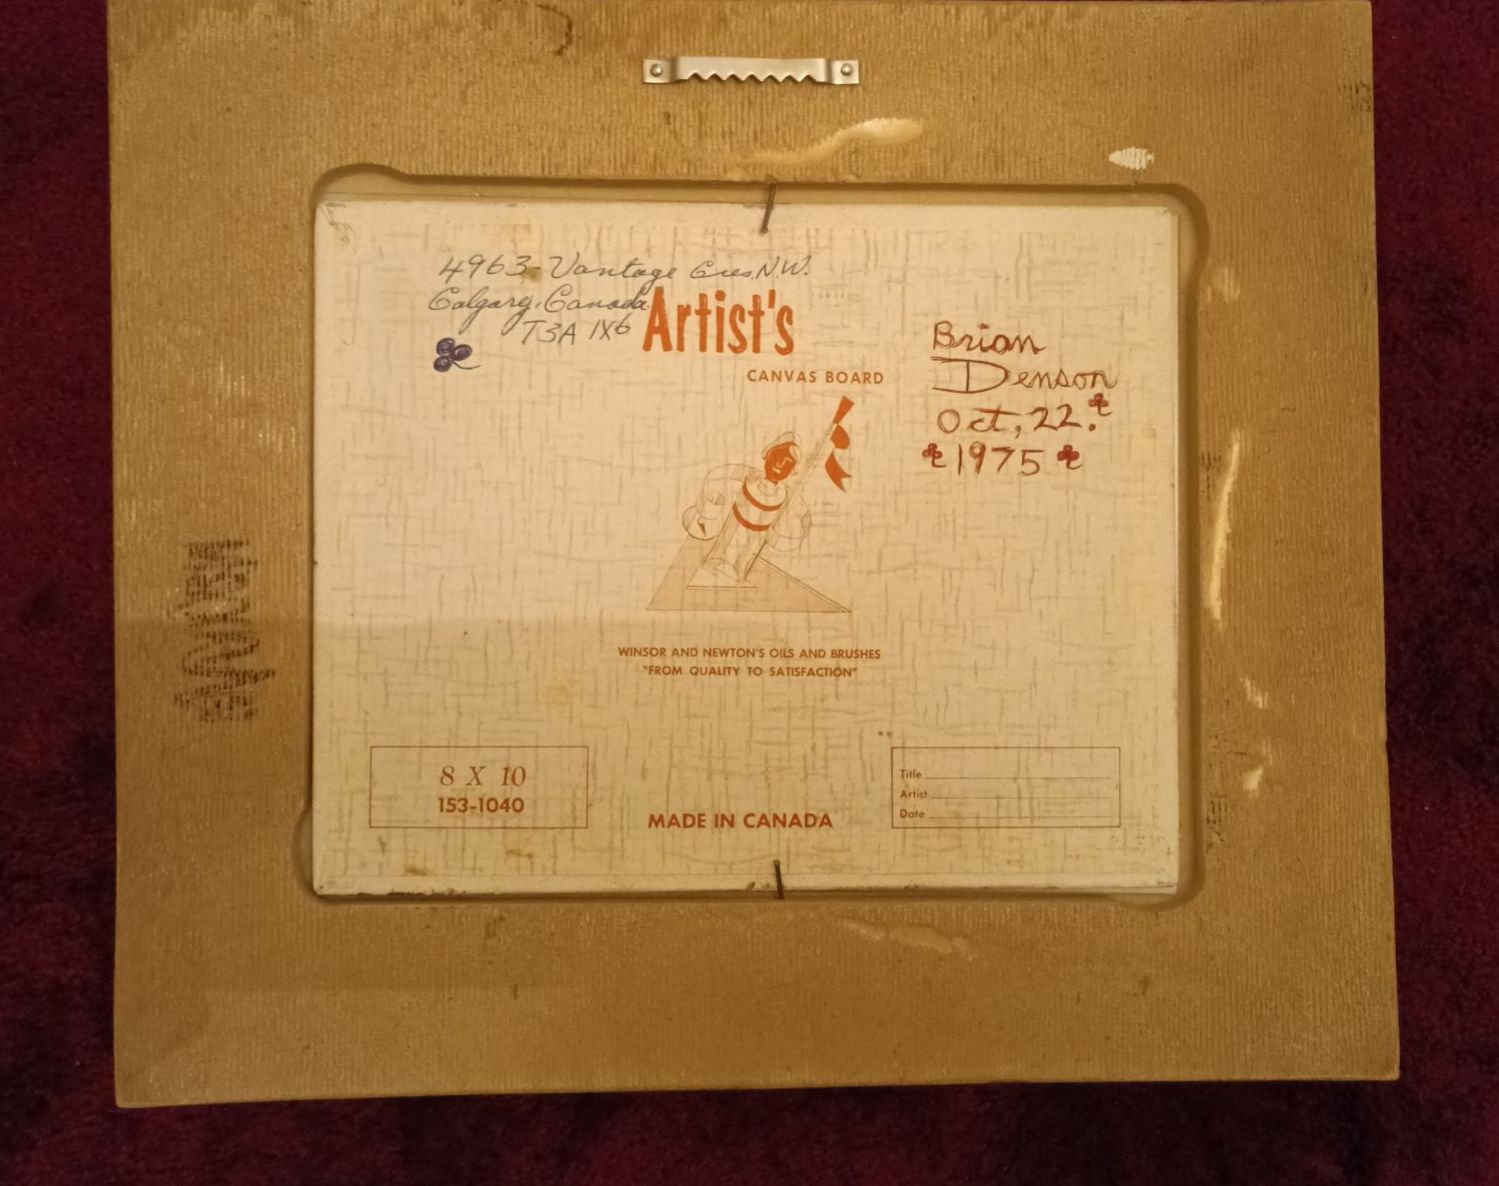 4963-Vantage Cres. N.W.
Calgary, Canada
T3A 1X6
Artist's
CANVAS BOARD
Brian
Denson
Oct, 22.
1975
WINSOR AND NEWTON'S OILS AND BRUSHES
"FROM QUALITY TO SATISFACTION"
8 X 10
153-1040
MADE IN CANADA
Title
Artist
Date